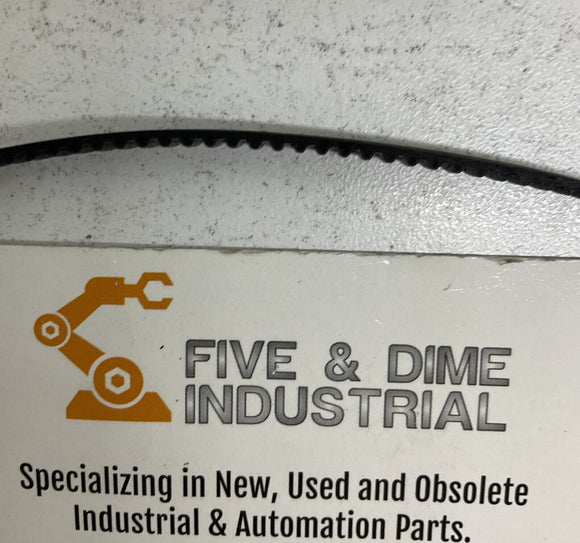 FIVE & DIME
INDUSTRIAL
Specializing in New, Used and Obsolete
Industrial & Automation Parts.